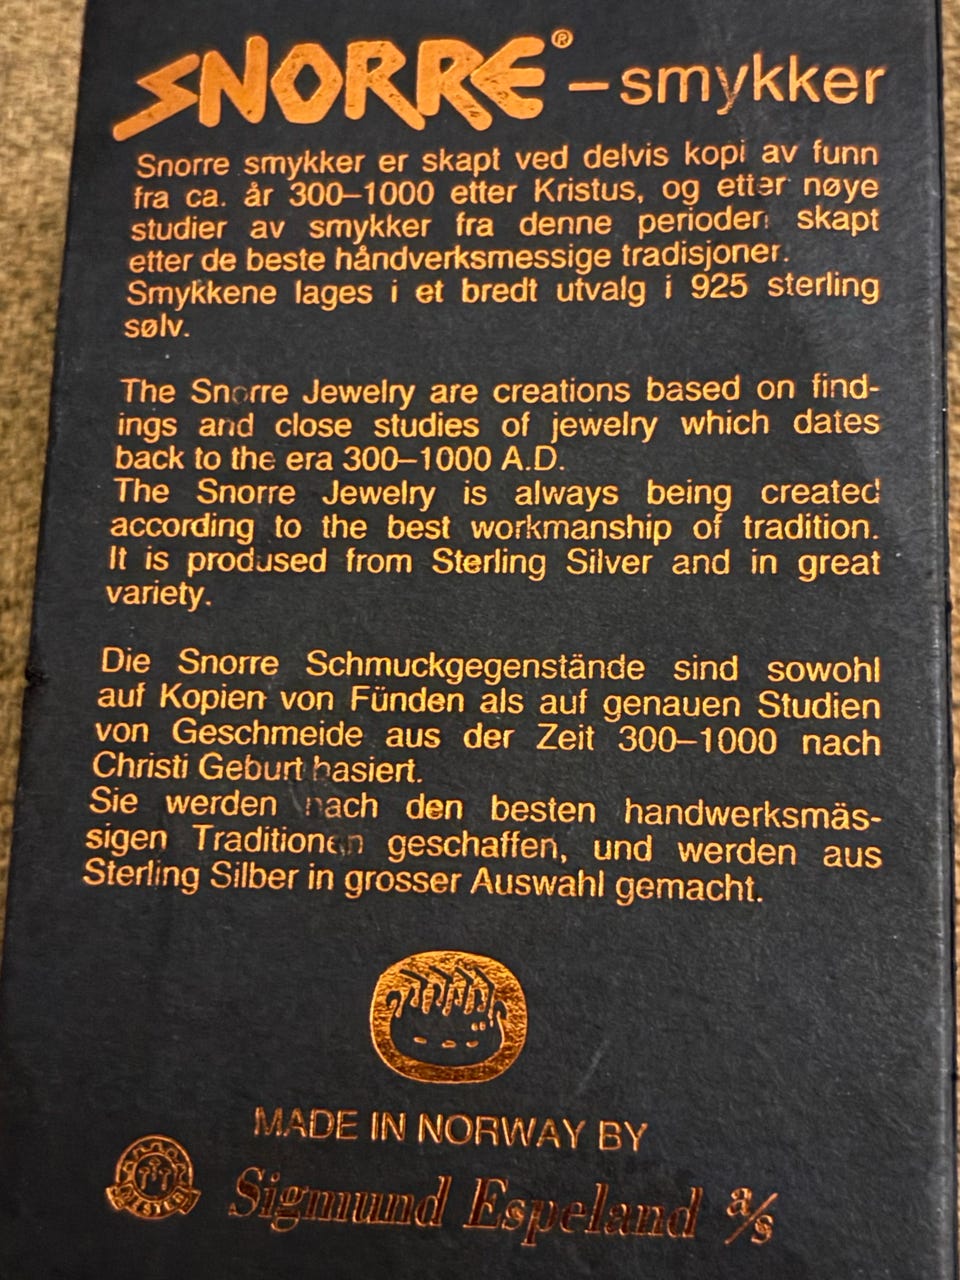 SNORRE® – smykker
Snorre smykker er skapt ved delvis kopi av funn
fra ca. år 300–1000 etter Kristus, og etter nøye
studier av smykker fra denne perioden skapt
etter de beste håndverksmessige tradisjoner.
Smykkene lages i et bredt utvalg i 925 sterling
sølv.
The Snorre Jewelry are creations based on find-
ings and close studies of jewelry which dates
back to the era 300–1000 A.D.
The Snorre Jewelry is always being created
according to the best workmanship of tradition.
It is prodused from Sterling Silver and in great
variety.
Die Snorre Schmuckgegenstände sind sowohl
auf Kopien von Fünden als auf genauen Studien
von Geschmeide aus der Zeit 300–1000 nach
Christi Geburt basiert.
Sie werden nach den besten handwerksmäs-
sigen Traditionen geschaffen, und werden aus
Sterling Silber in grosser Auswahl gemacht.
MADE IN NORWAY BY
MESTER
Sigmund Espeland a/s